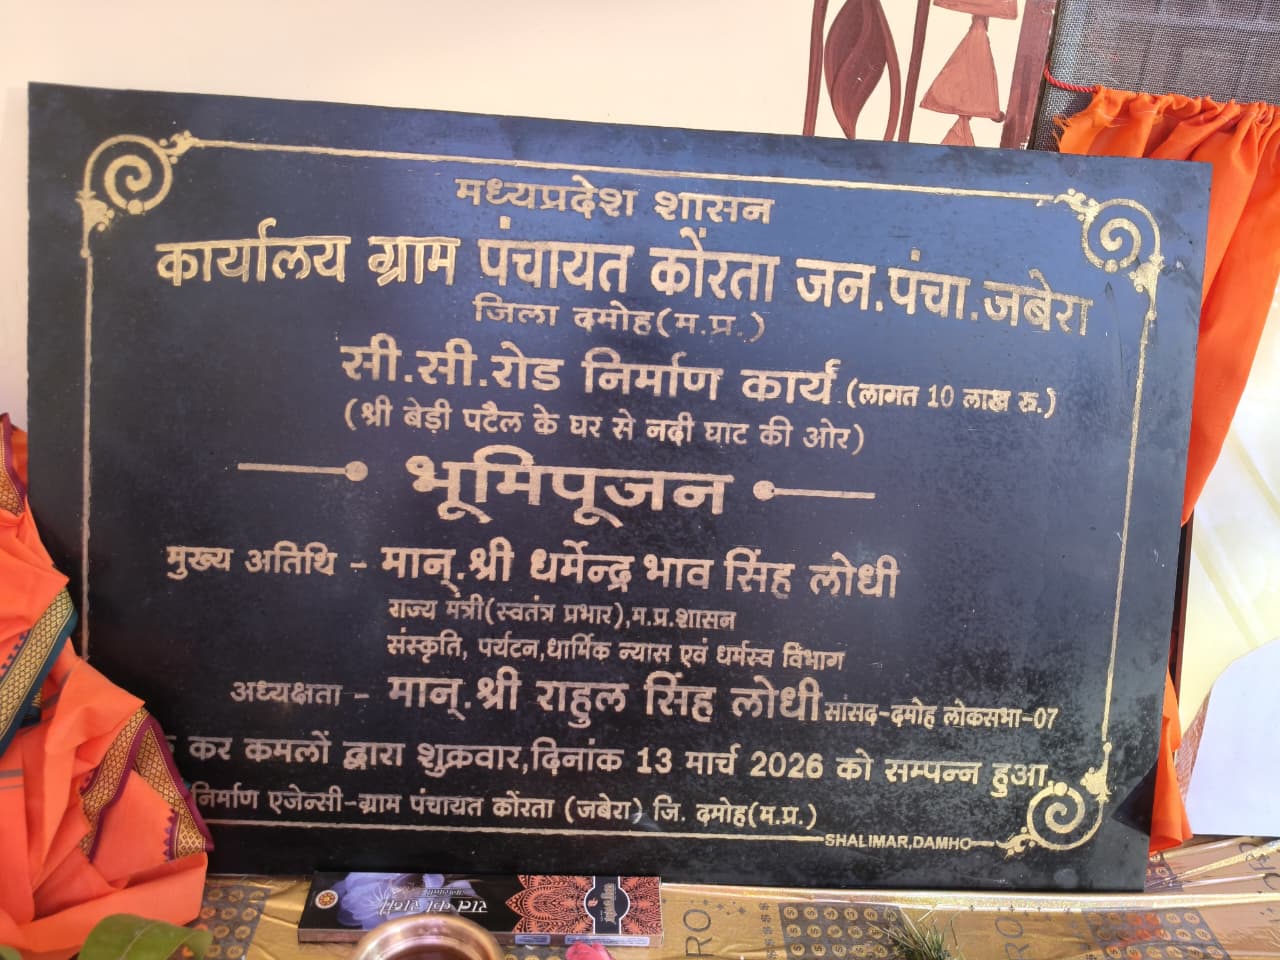 मध्यप्रदेश शासन
कार्यालय ग्राम पंचायत कोंरता जन.पंचा.जबेरा
जिला दमोह(म.प्र.)
सी.सी.रोड निर्माण कार्य (लागत 10 लाख रू.)
(श्री बेड़ी पटैल के घर से नदी घाट की ओर)
भूमिपूजन
मुख्य अतिथि - मान्.श्री धर्मेन्द्र भाव सिंह लोधी
राज्य मंत्री(स्वतंत्र प्रभार),म.प्र.शासन
संस्कृति, पर्यटन,धार्मिक न्यास एवं धर्मस्व विभाग
अध्यक्षता - मान्.श्री राहुल सिंह लोधी सांसद-दमोह लोकसभा-07
कर कमलों द्वारा शुक्रवार,दिनांक 13 मार्च 2026 को सम्पन्न हुआ.
निर्माण एजेन्सी-ग्राम पंचायत कोंरता (जबेरा) जि. दमोह(म.प्र.)
SHALIMAR,DAMHO
रात की रानी